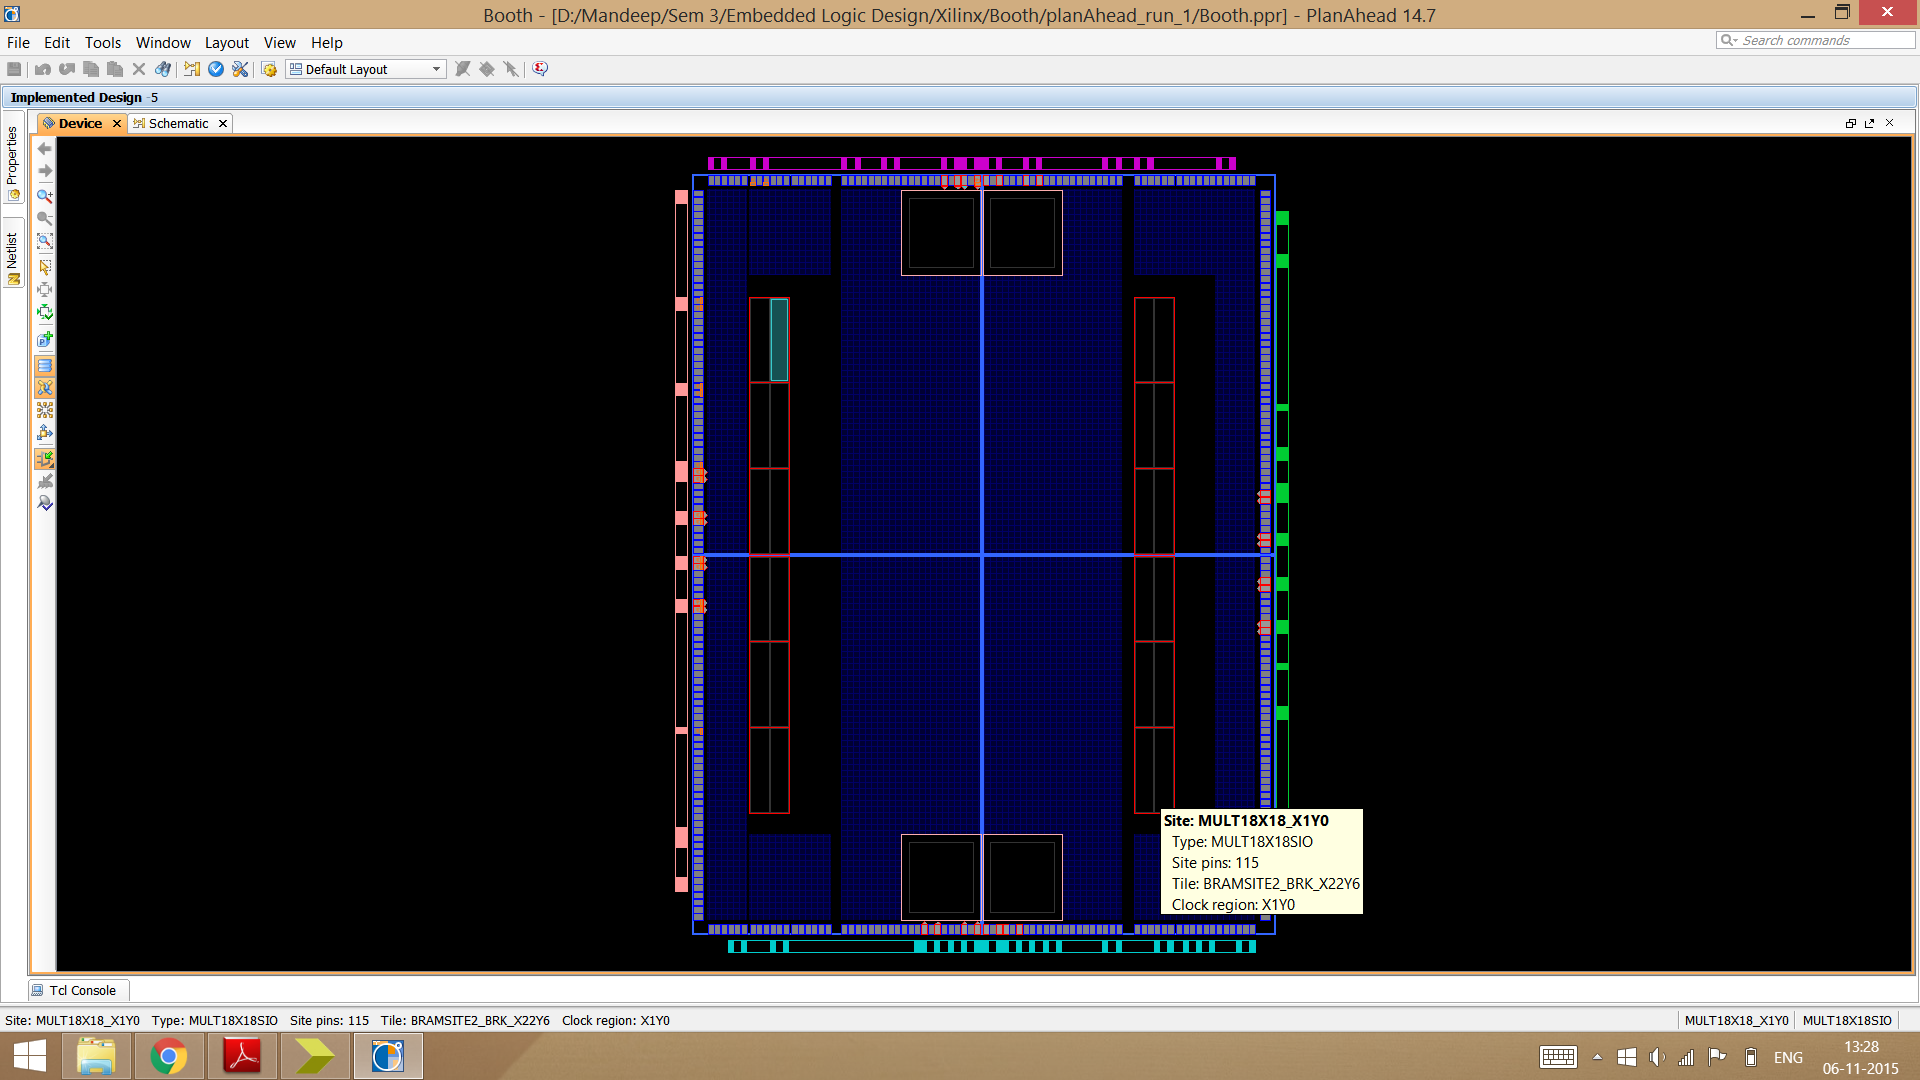 Booth - [D:/Mandeep/Sem 3/Embedded Logic Design/Xilinx/Booth/planAhead_run_1/Booth.ppr] - PlanAhead 14.7
File Edit Tools Window Layout View Help
Search commands
Default Layout
Implemented Design -5
Properties
Netlist
Device
Schematic
Site: MULT18X18_X1Y0
Type: MULT18X18SIO
Site pins: 115
Tile: BRAMSITE2_BRK_X22Y6
Clock region: X1Y0
Tcl Console
Site: MULT18X18_X1Y0 Type: MULT18X18SIO Site pins: 115 Tile: BRAMSITE2_BRK_X22Y6 Clock region: X1Y0
MULT18X18_X1Y0 MULT18X18SIO
ENG
13:28
06-11-2015